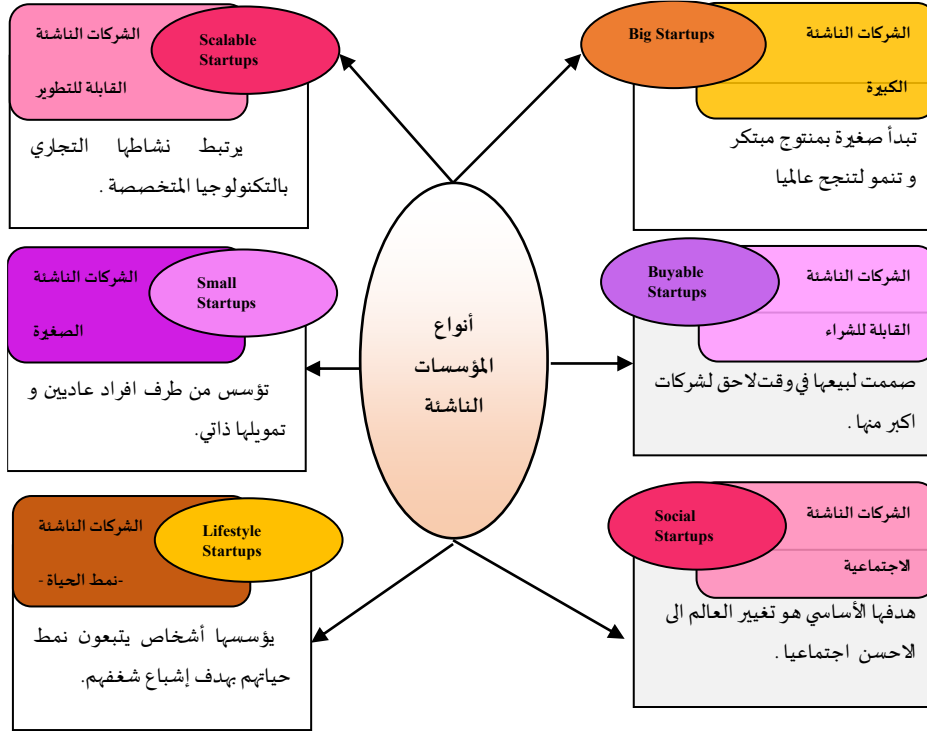 الشركات الناشئة
الكبيرة
Big Startups
تبدأ صغيرة بمنتوج مبتكر
و تنمو لتنجح عالميا
الشركات الناشئة
القابلة للتطوير
Scalable
Startups
يرتبط نشاطها التجاري
بالتكنولوجيا المتخصصة .
أنواع
المؤسسات
الناشئة
الشركات الناشئة
القابلة للشراء
Buyable
Startups
صممت لبيعها في وقت لاحق لشركات
اكبر منها .
الشركات الناشئة
الصغيرة
Small
Startups
تؤسس من طرف افراد عاديين و
تمويلها ذاتي.
الشركات الناشئة
الاجتماعية
Social
Startups
هدفها الأساسي هو تغيير العالم الى
الاحسن اجتماعيا .
الشركات الناشئة
-نمط الحياة -
Lifestyle
Startups
يؤسسها أشخاص يتبعون نمط
حياتهم بهدف إشباع شغفهم.